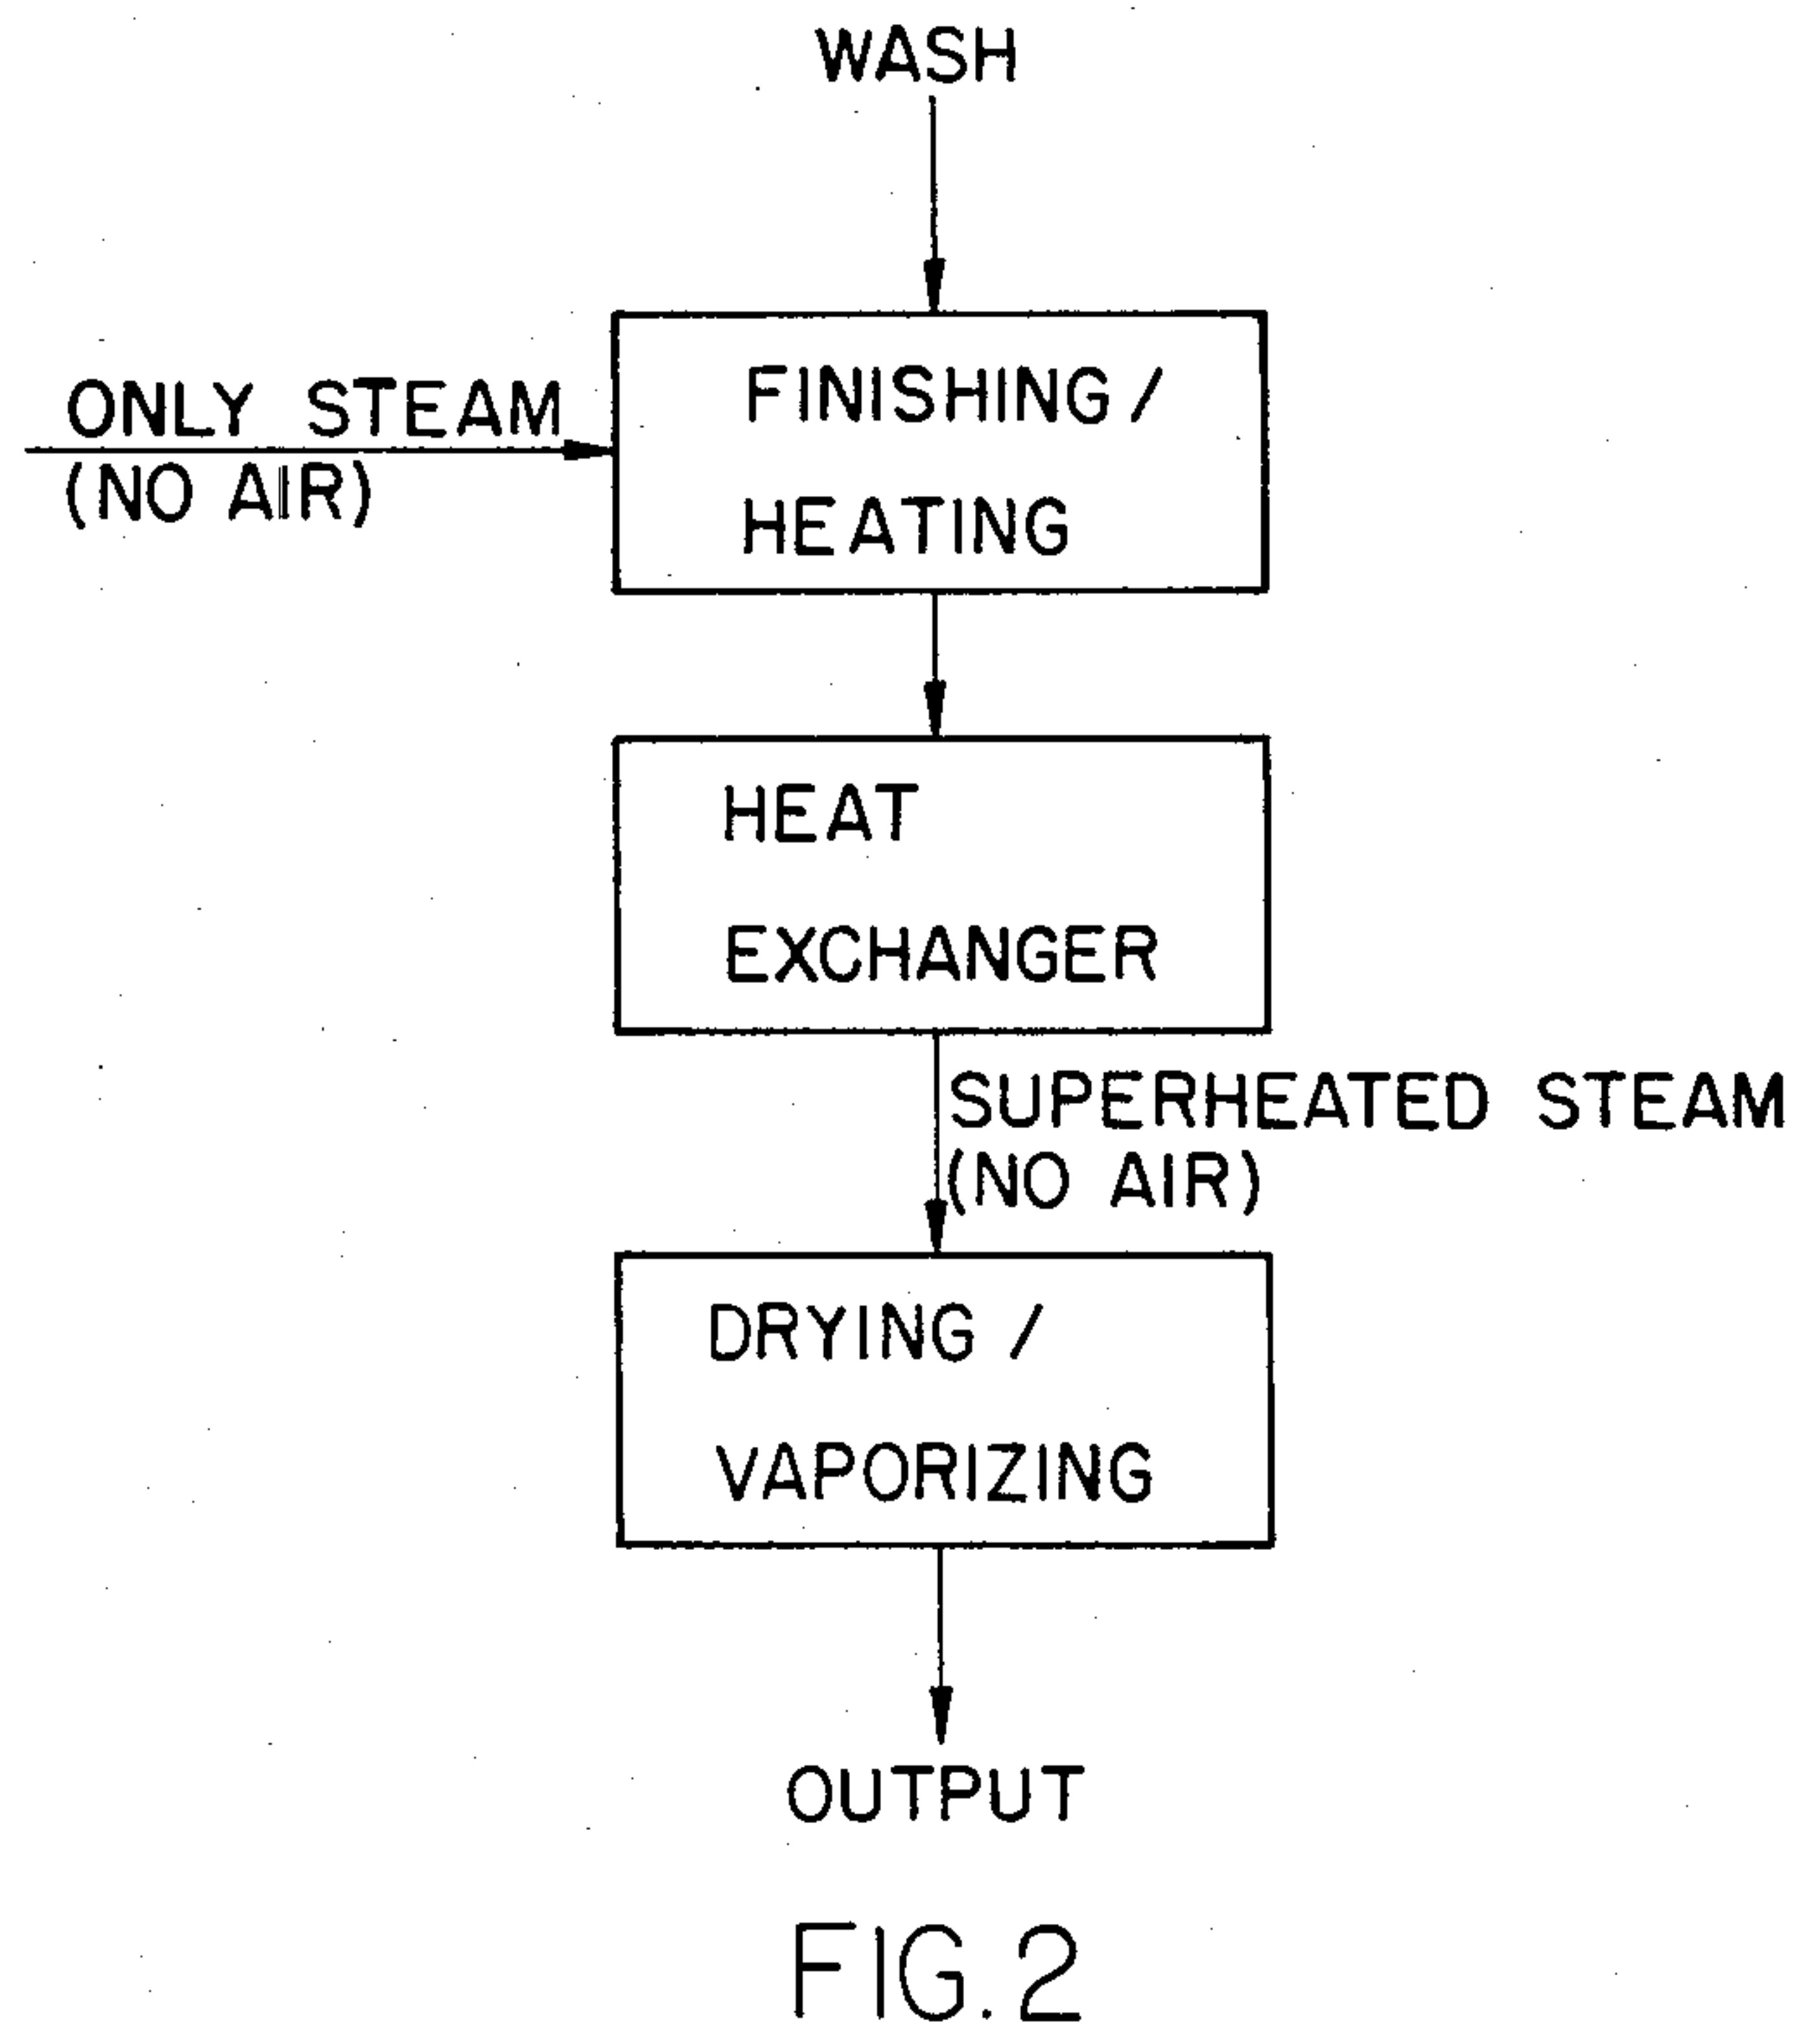 WASH
ONLY STEAM
(NO AIR)
FINISHING /
HEATING
HEAT
EXCHANGER
SUPERHEATED STEAM
(NO AIR)
DRYING /
VAPORIZING
OUTPUT
FIG. 2